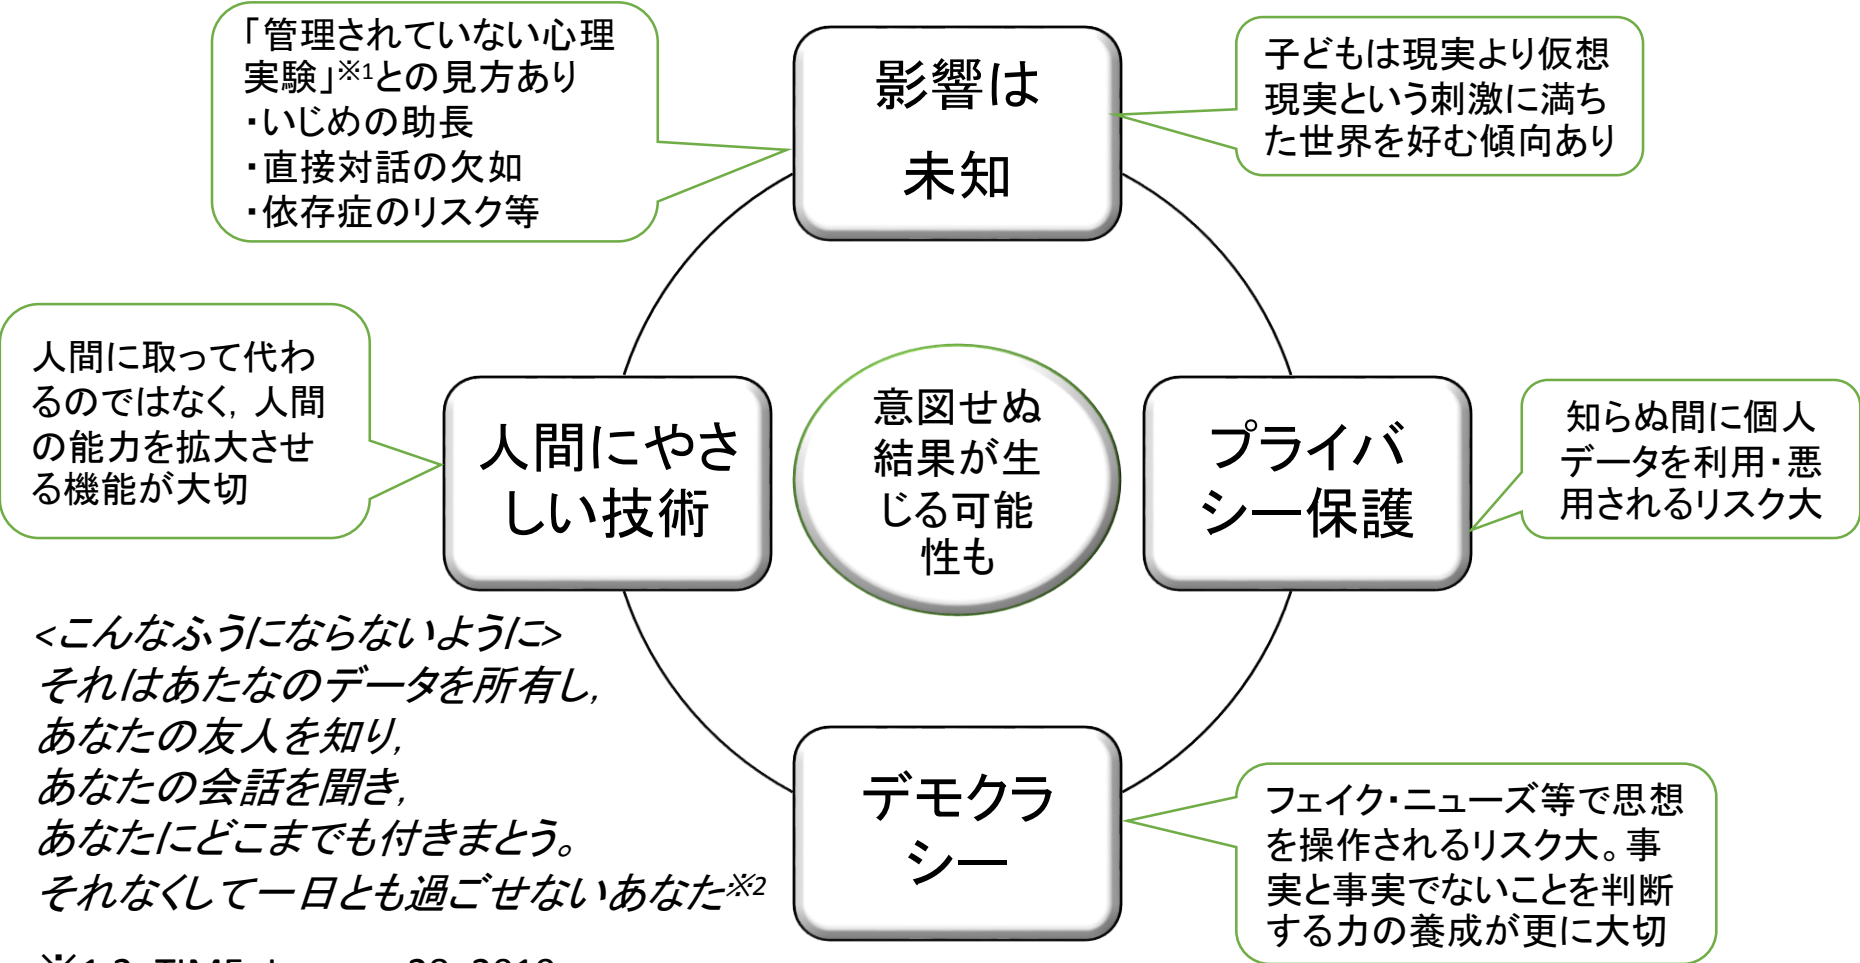 「管理されていない心理
実験」※1との見方あり
・いじめの助長
・直接対話の欠如
・依存症のリスク等
影響は
未知
子どもは現実より仮想
現実という刺激に満ち
た世界を好む傾向あり
人間に取って代わ
るのではなく, 人間
の能力を拡大させ
る機能が大切
人間にやさ
しい技術
意図せぬ
結果が生
じる可能
性も
プライバ
シー保護
知らぬ間に個人
データを利用・悪
用されるリスク大
<こんなふうにならないように>
それはあたなのデータを所有し,
あなたの友人を知り,
あなたの会話を聞き,
あなたにどこまでも付きまとう。
それなくして一日とも過ごせないあなた※2
デモクラ
シー
フェイク・ニューズ等で思想
を操作されるリスク大。事
実と事実でないことを判断
する力の養成が更に大切